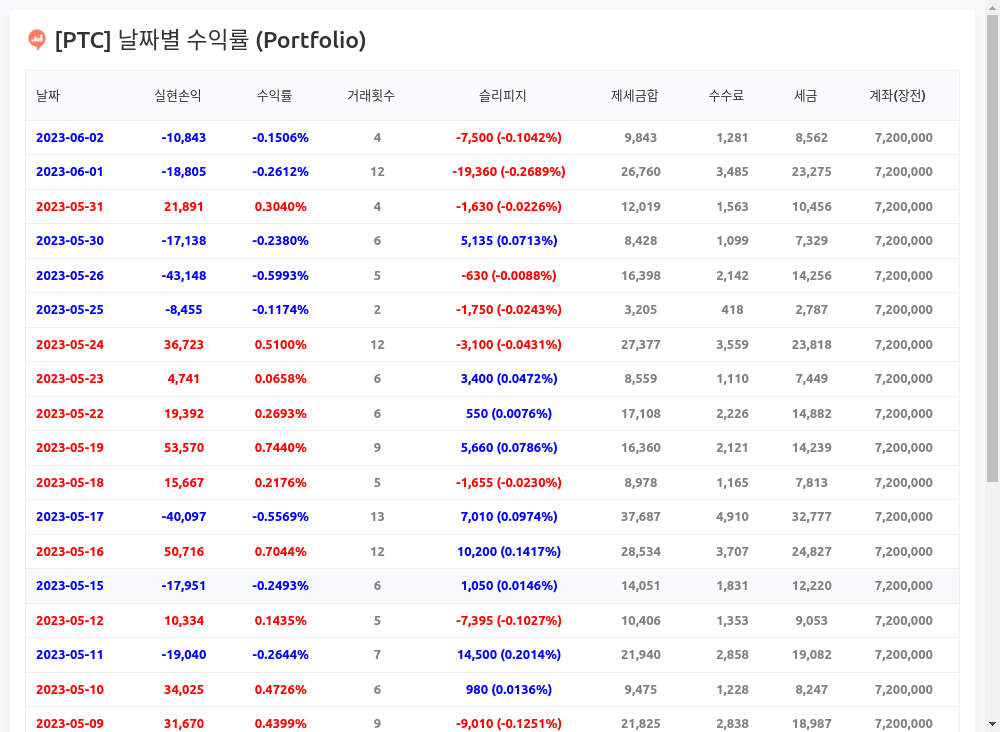 [PTC] 날짜별 수익률 (Portfolio)
날짜 실현손익 수익률 거래횟수 슬리피지 제세금합 수수료 세금 계좌(장전)
2023-06-02 -10,843 -0.1506% 4 -7,500 (-0.1042%) 9,843 1,281 8,562 7,200,000
2023-06-01 -18,805 -0.2612% 12 -19,360 (-0.2689%) 26,760 3,485 23,275 7,200,000
2023-05-31 21,891 0.3040% 4 -1,630 (-0.0226%) 12,019 1,563 10,456 7,200,000
2023-05-30 -17,138 -0.2380% 6 5,135 (0.0713%) 8,428 1,099 7,329 7,200,000
2023-05-26 -43,148 -0.5993% 5 -630 (-0.0088%) 16,398 2,142 14,256 7,200,000
2023-05-25 -8,455 -0.1174% 2 -1,750 (-0.0243%) 3,205 418 2,787 7,200,000
2023-05-24 36,723 0.5100% 12 -3,100 (-0.0431%) 27,377 3,559 23,818 7,200,000
2023-05-23 4,741 0.0658% 6 3,400 (0.0472%) 8,559 1,110 7,449 7,200,000
2023-05-22 19,392 0.2693% 6 550 (0.0076%) 17,108 2,226 14,882 7,200,000
2023-05-19 53,570 0.7440% 9 5,660 (0.0786%) 16,360 2,121 14,239 7,200,000
2023-05-18 15,667 0.2176% 5 -1,655 (-0.0230%) 8,978 1,165 7,813 7,200,000
2023-05-17 -40,097 -0.5569% 13 7,010 (0.0974%) 37,687 4,910 32,777 7,200,000
2023-05-16 50,716 0.7044% 12 10,200 (0.1417%) 28,534 3,707 24,827 7,200,000
2023-05-15 -17,951 -0.2493% 6 1,050 (0.0146%) 14,051 1,831 12,220 7,200,000
2023-05-12 10,334 0.1435% 5 -7,395 (-0.1027%) 10,406 1,353 9,053 7,200,000
2023-05-11 -19,040 -0.2644% 7 14,500 (0.2014%) 21,940 2,858 19,082 7,200,000
2023-05-10 34,025 0.4726% 6 980 (0.0136%) 9,475 1,228 8,247 7,200,000
2023-05-09 31,670 0.4399% 9 -9,010 (-0.1251%) 21,825 2,838 18,987 7,200,000